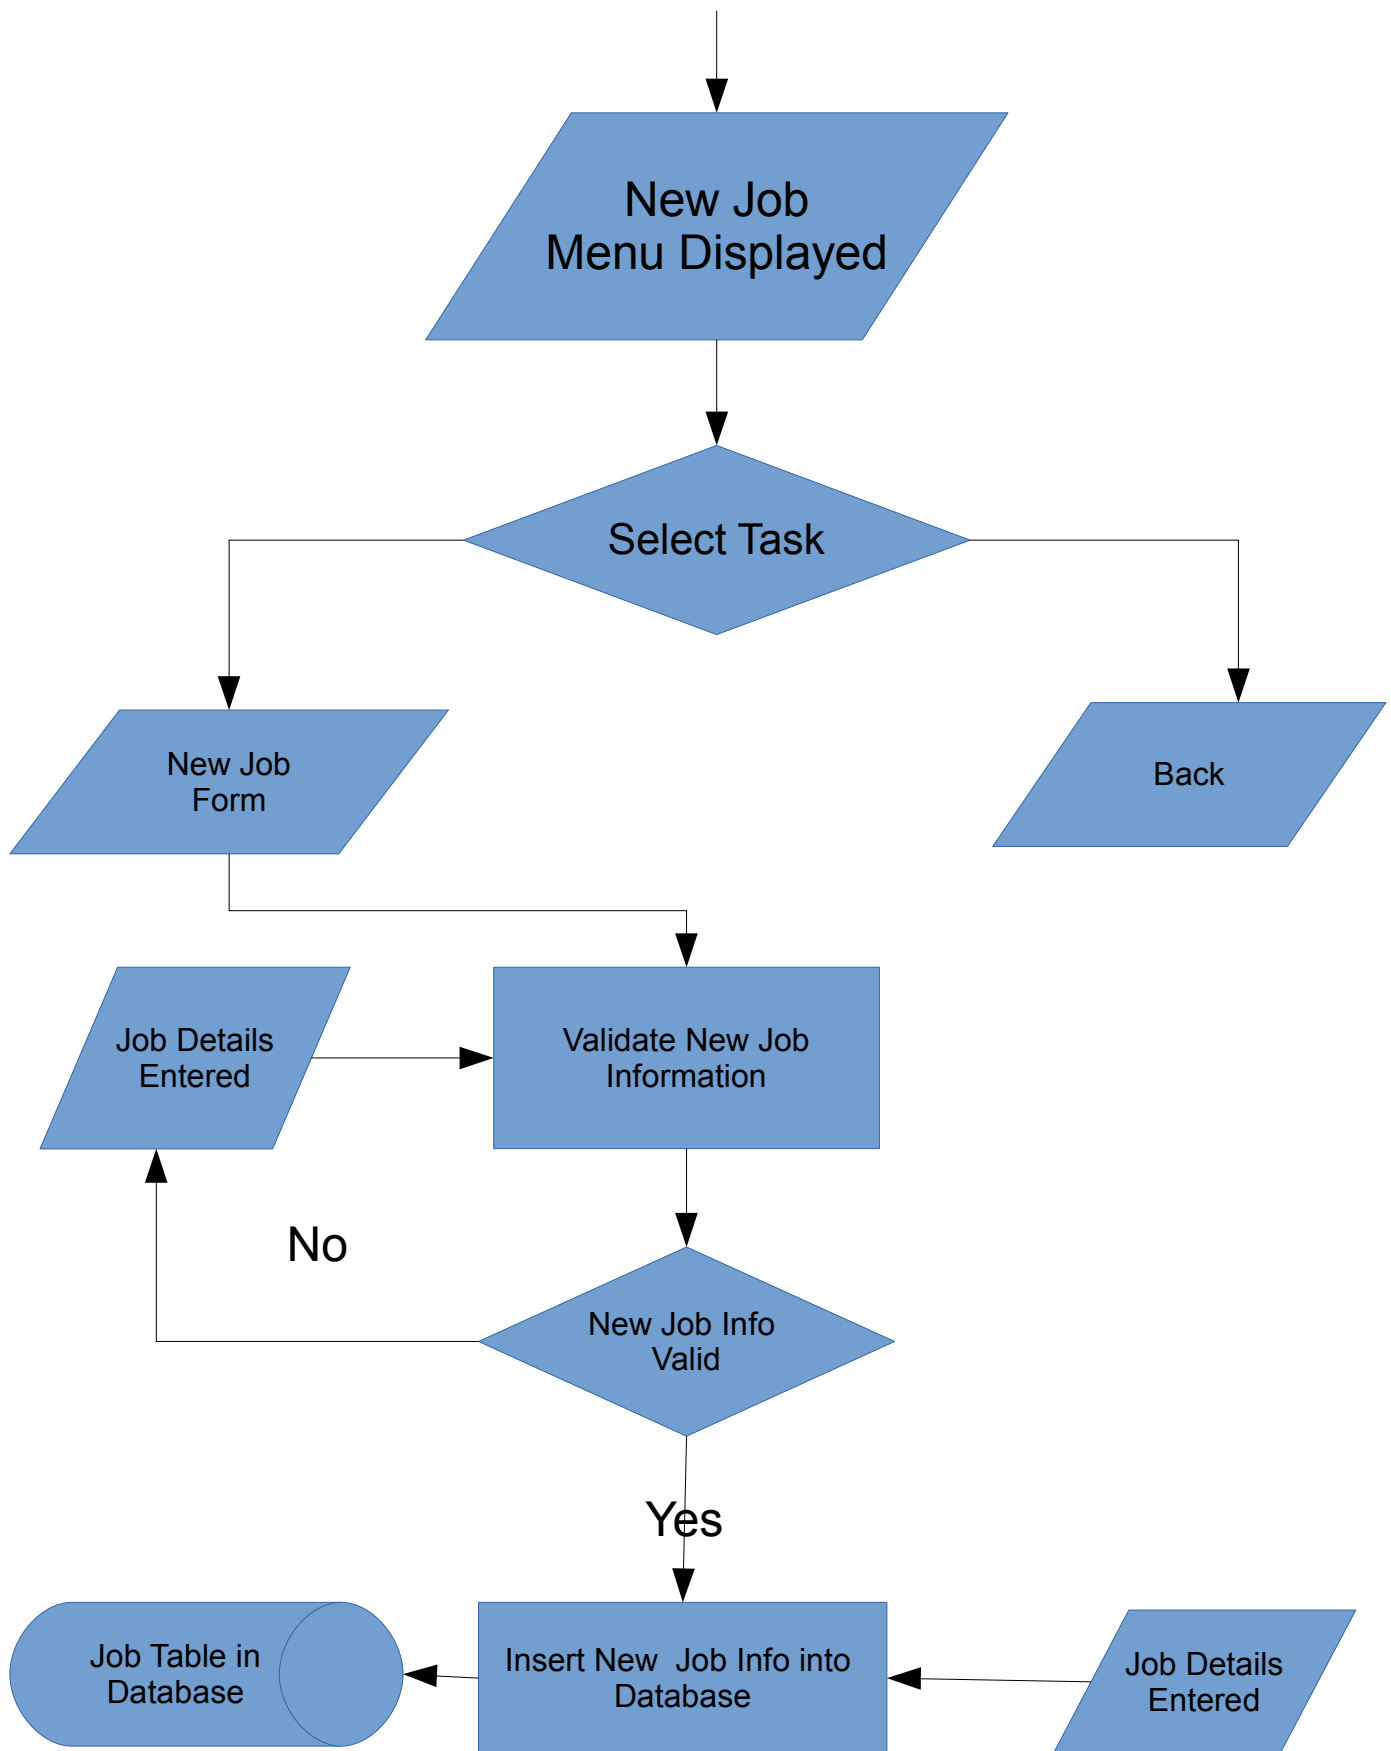 New Job
Menu Displayed
Select Task
New Job
Form
Back
Job Details
Entered
Validate New Job
Information
No
New Job Info
Valid
Yes
Job Table in
Database
Insert New  Job Info into
Database
Job Details
Entered